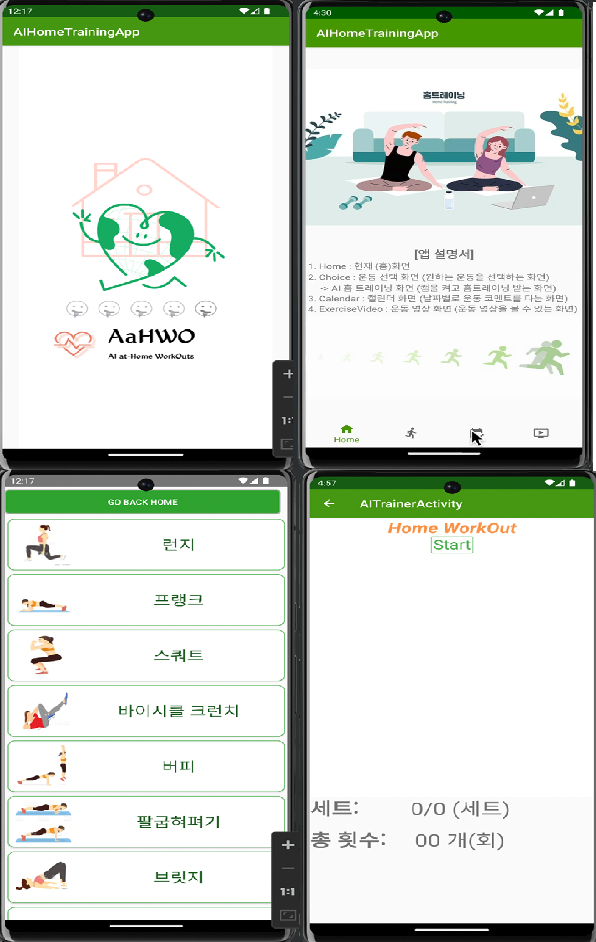 12:17
AIHomeTrainingApp
AaHWO
AI at-Home WorkOuts
1:1
4:30
AIHomeTrainingApp
홈트레이닝
Home Training
[앱 설명서]
1. Home : 현재 (홈)화면
2. Choice : 운동 선택 화면 (원하는 운동을 선택하는 화면)
-> AI 홈 트레이닝 화면 (캠을 켜고 홈트레이닝 받는 화면)
3. Calendar : 캘린더 화면 (날짜별로 운동 코멘트를 다는 화면)
4. ExerciseVideo : 운동 영상 화면 (운동 영상을 볼 수 있는 화면)
Home
12:17
GO BACK HOME
런지
프랭크
스쿼트
바이시클 크런치
버피
팔굽혀펴기
브릿지
1:1
4:57
AITrainerActivity
Home WorkOut
Start
세트: 0/0 (세트)
총 횟수: 00 개(회)